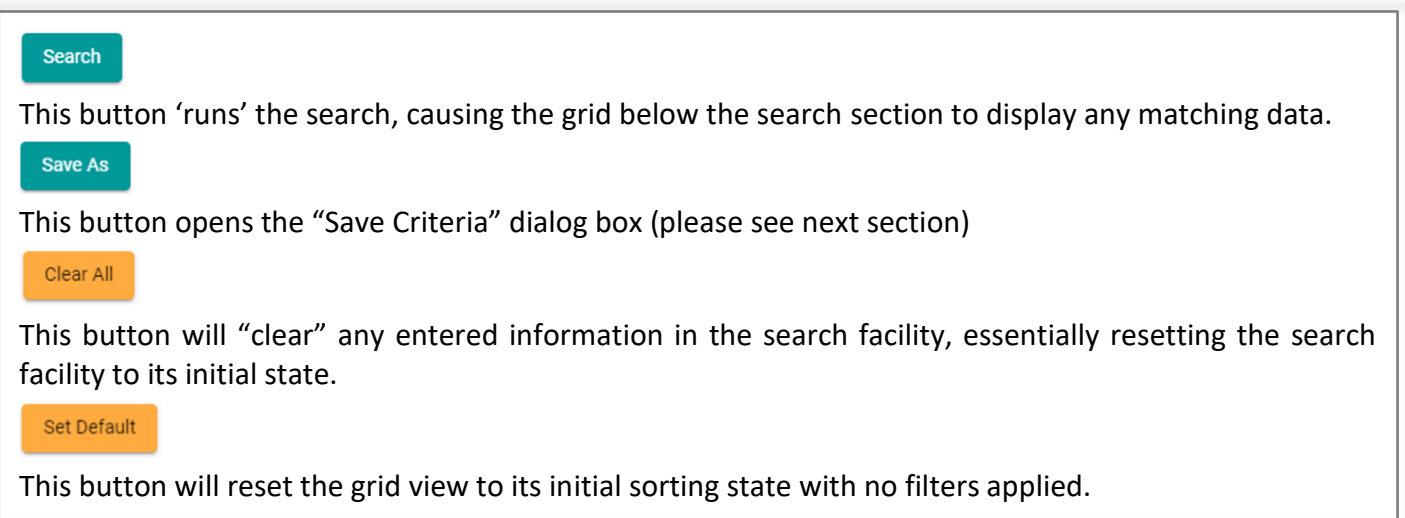 Search
This button ‘runs’ the search, causing the grid below the search section to display any matching data.
Save As
This button opens the “Save Criteria” dialog box (please see next section)
Clear All
This button will “clear” any entered information in the search facility, essentially resetting the search
facility to its initial state.
Set Default
This button will reset the grid view to its initial sorting state with no filters applied.